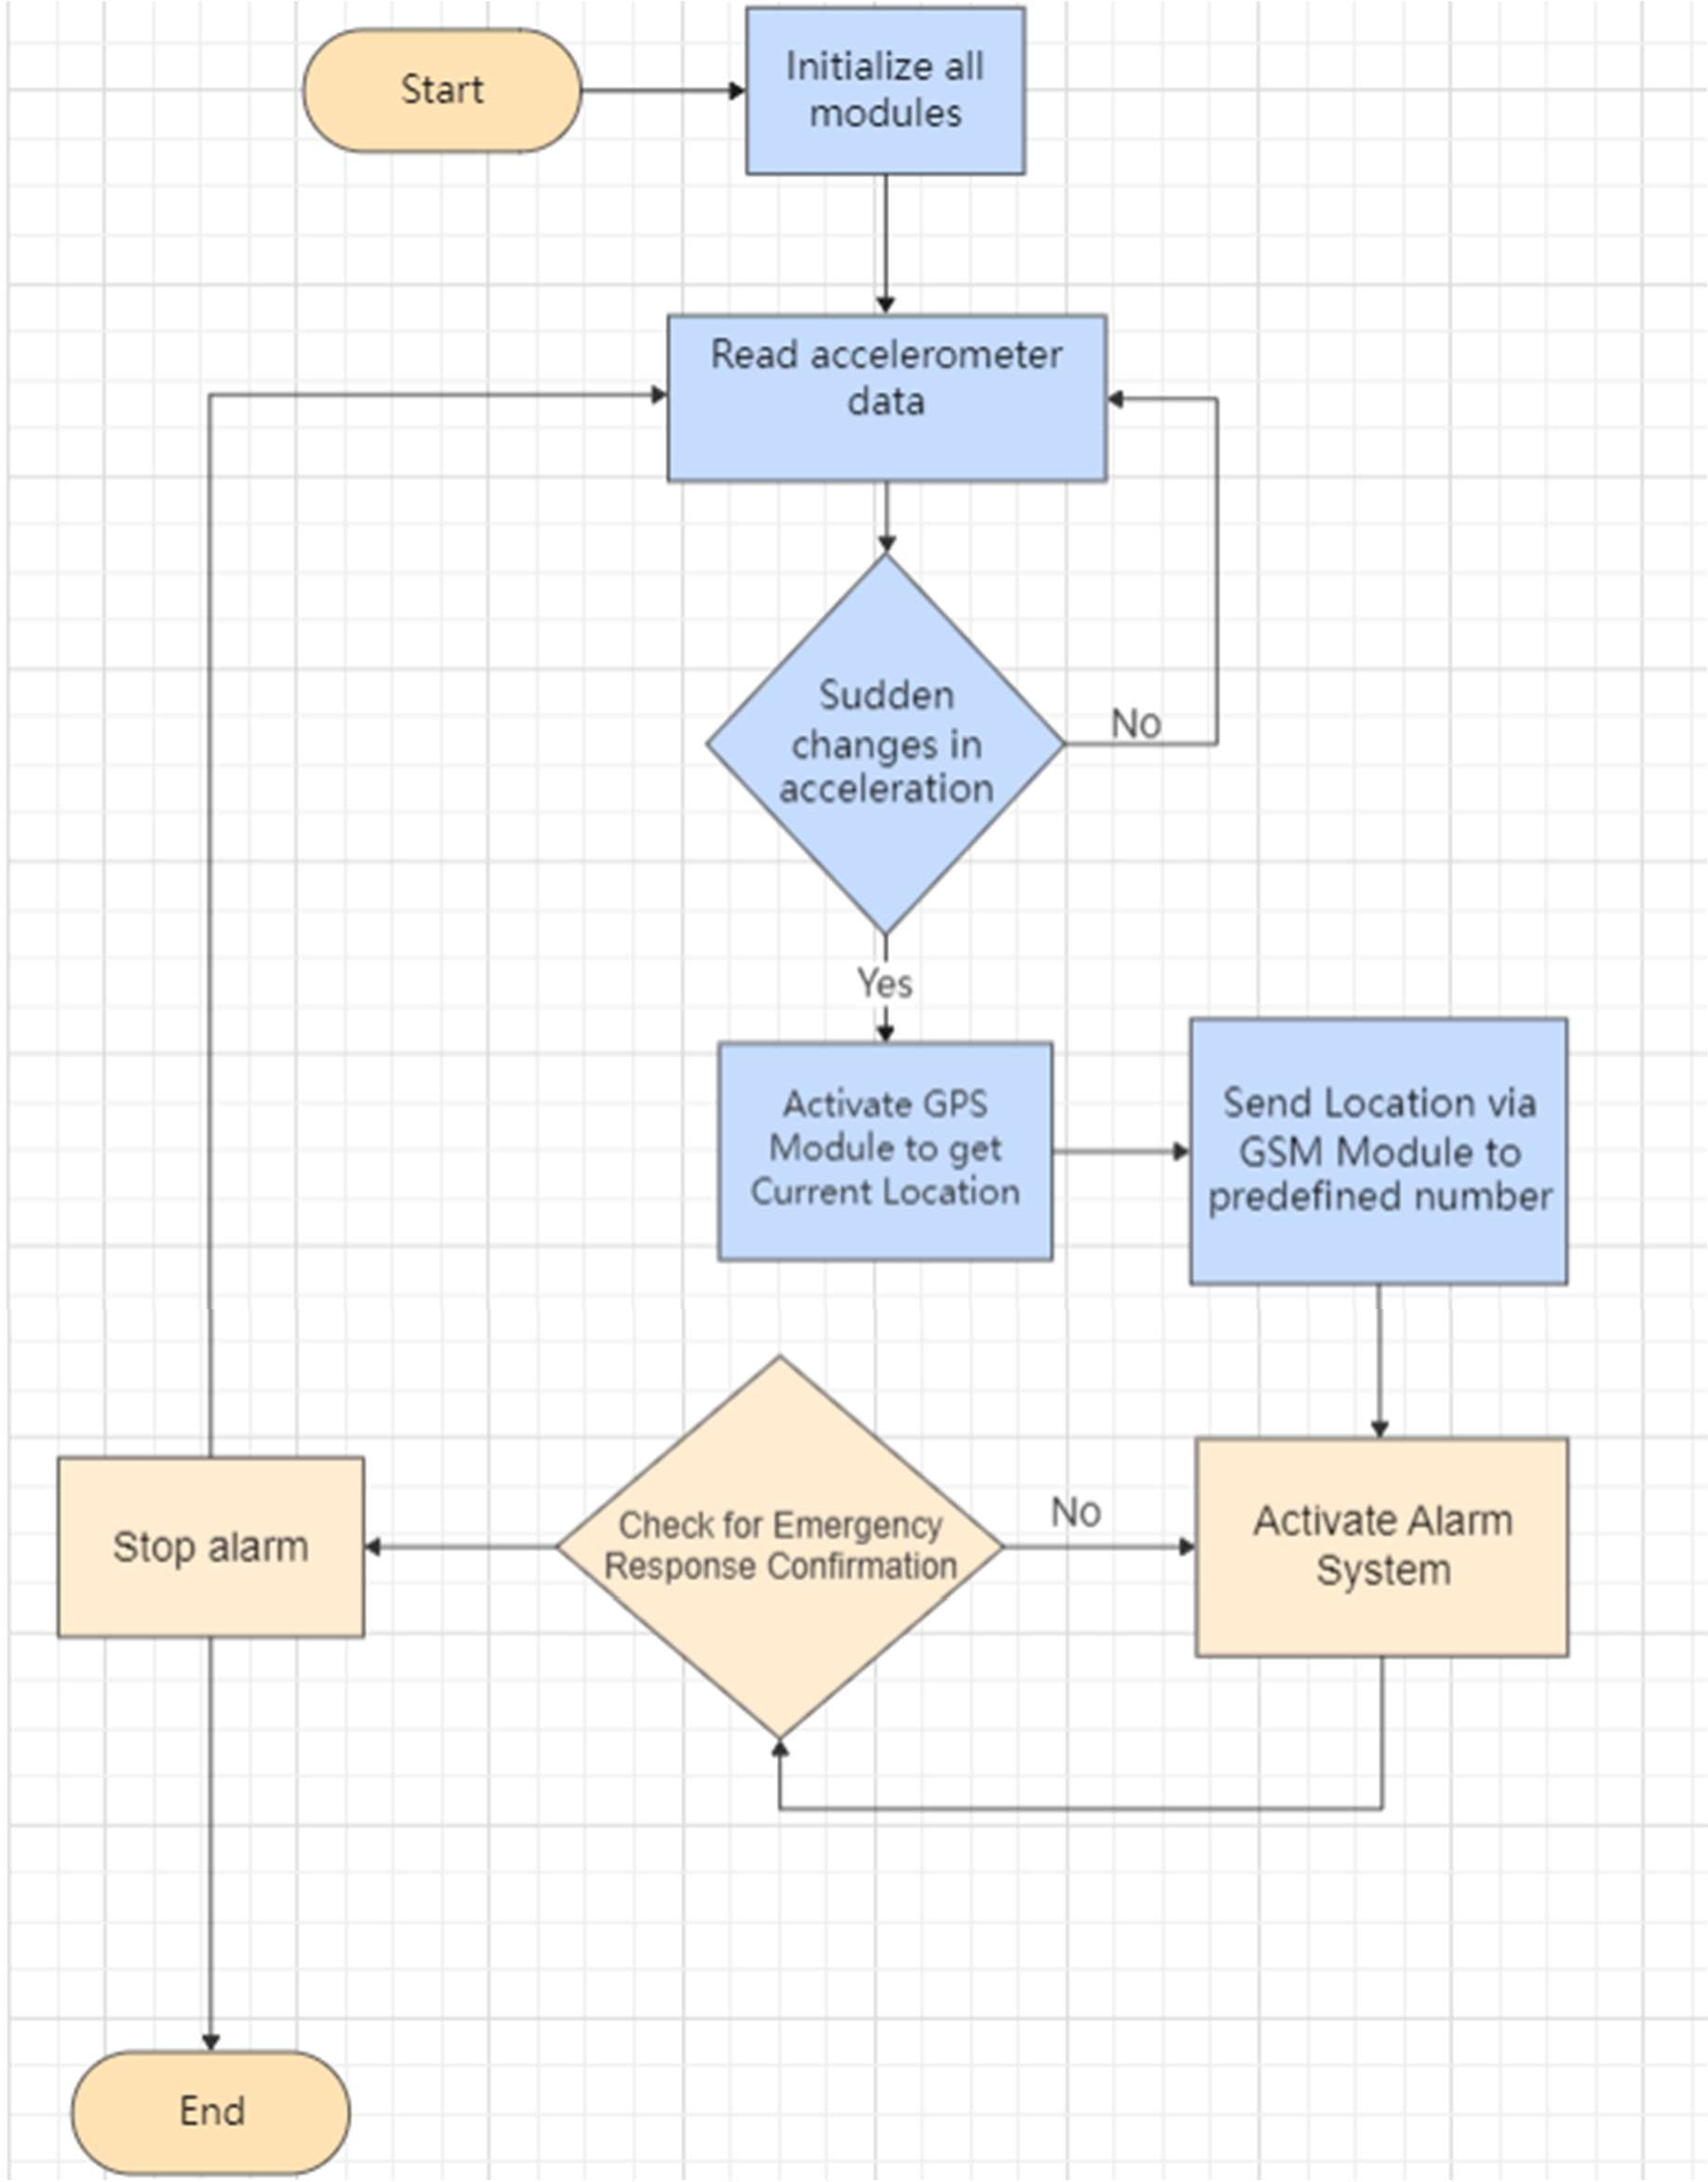 Start
Initialize all
modules
Read accelerometer
data
Sudden
changes in
acceleration
No
Yes
Activate GPS
Module to get
Current Location
Send Location via
GSM Module to
predefined number
Stop alarm
Check for Emergency
Response Confirmation
No
Activate Alarm
System
End